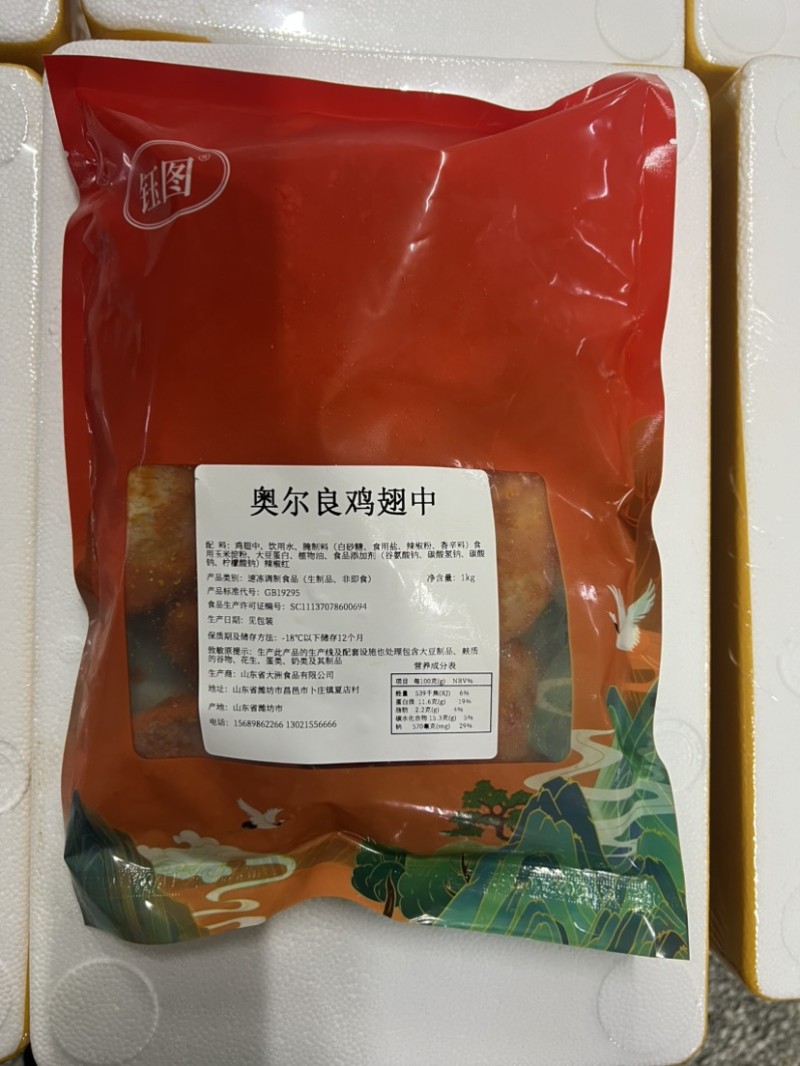 钰图®
奥尔良鸡翅中
配 料：鸡翅中、饮用水、腌制料（白砂糖、食用盐、辣椒粉、香辛料）食
用玉米淀粉、大豆蛋白、植物油、食品添加剂（谷氨酸钠、碳酸氢钠、碳酸
钠、柠檬酸钠）辣椒红
产品类别：速冻调制食品（生制品、非即食） 净含量：1kg
产品标准代号：GB19295
食品生产许可证编号：SC11137078600694
生产日期：见包装
保质期及储存方法：-18℃以下储存12个月
致敏原提示：生产此产品的生产线及配套设施也处理包含大豆制品、麸质
的谷物、花生、蛋类、奶类及其制品
生产商：山东省大洲食品有限公司
地址：山东省潍坊市昌邑市卜庄镇夏店村
产地：山东省潍坊市
电话：15689862266 13021556666
营养成分表
项目 每100克(g) NRV%
能量 539千焦(KJ) 6%
蛋白质 11.6克(g) 19%
脂肪 2.2克(g) 4%
碳水化合物 15.3克(g) 5%
钠 570毫克(mg) 29%